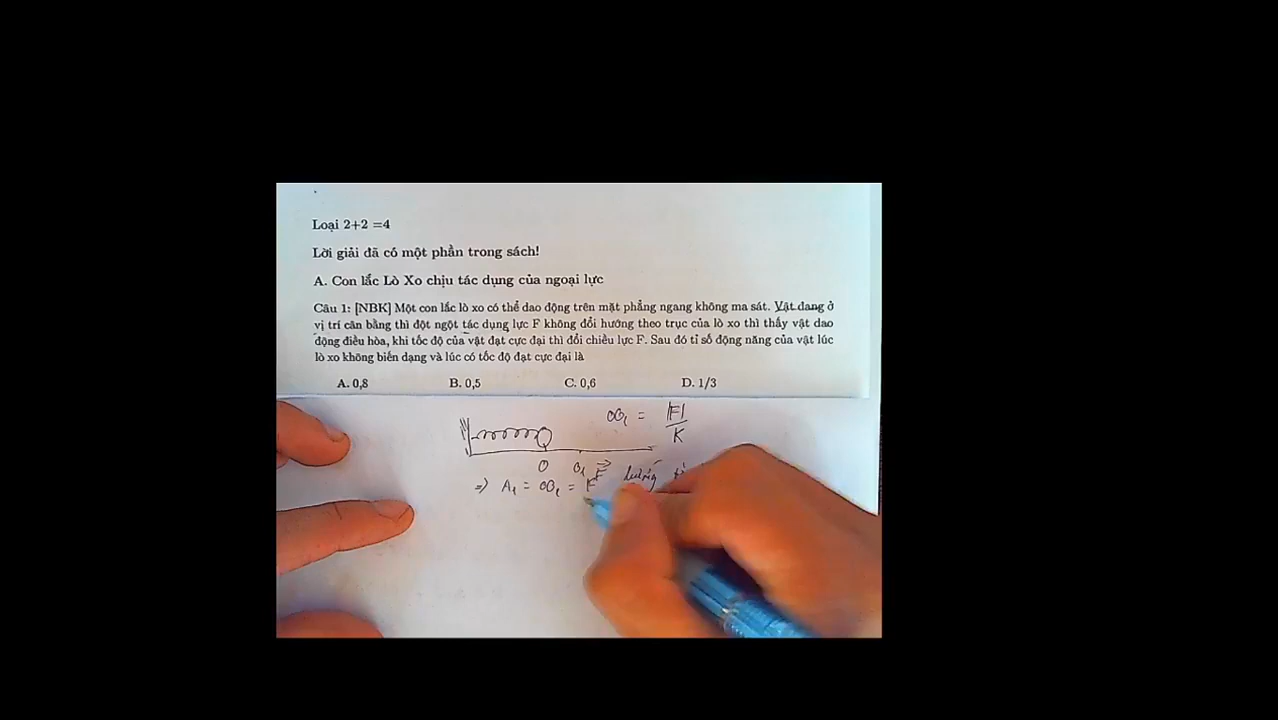 Loại 2+2 =4
Lời giải đã có một phần trong sách!
A. Con lắc Lò Xo chịu tác dụng của ngoại lực
Câu 1: [NBK] Một con lắc lò xo có thể dao động trên mặt phẳng ngang không ma sát. Vật đang ở
vị trí cân bằng thì đột ngột tác dụng lực F không đổi hướng theo trục của lò xo thì thấy vật dao
động điều hòa, khi tốc độ của vật đạt cực đại thì đổi chiều lực F. Sau đó tỉ số động năng của vật lúc
lò xo không biến dạng và lúc có tốc độ đạt cực đại là
A. 0,8 B. 0,5 C. 0,6 D. 1/3
OO₁ = |F| / K
O O₁ F
=> A₁ = OO₁ = F